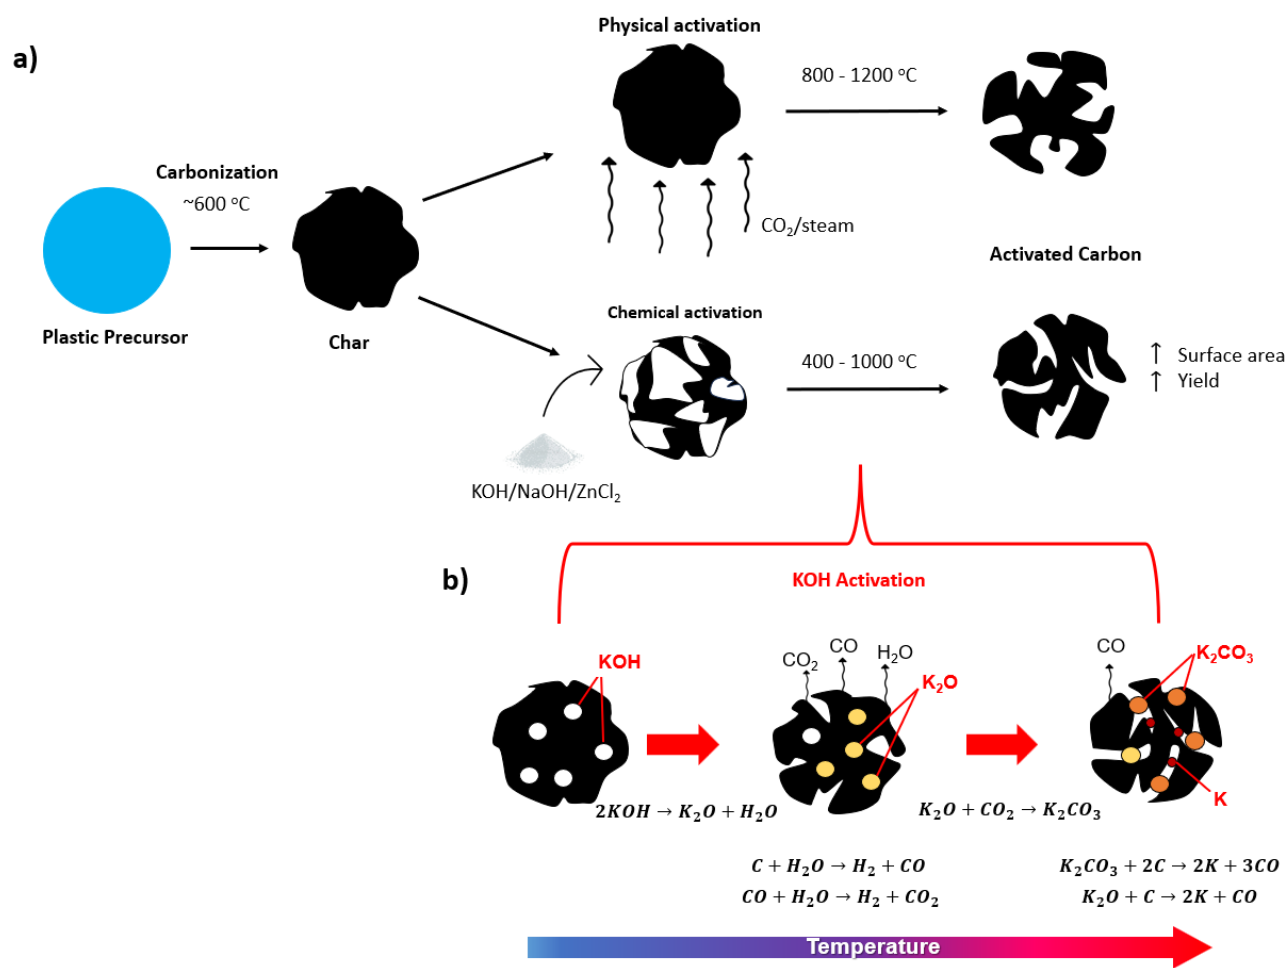 a)
Physical activation
800 - 1200 °C
Carbonization
~600 °C
CO₂/steam
Plastic Precursor
Char
Activated Carbon
Chemical activation
400 - 1000 °C
↑ Surface area
↑ Yield
KOH/NaOH/ZnCl₂
b)
KOH Activation
KOH
CO₂
CO
H₂O
K₂O
CO
K₂CO₃
K
2KOH → K₂O + H₂O
K₂O + CO₂ → K₂CO₃
C + H₂O → H₂ + CO
CO + H₂O → H₂ + CO₂
K₂CO₃ + 2C → 2K + 3CO
K₂O + C → 2K + CO
Temperature